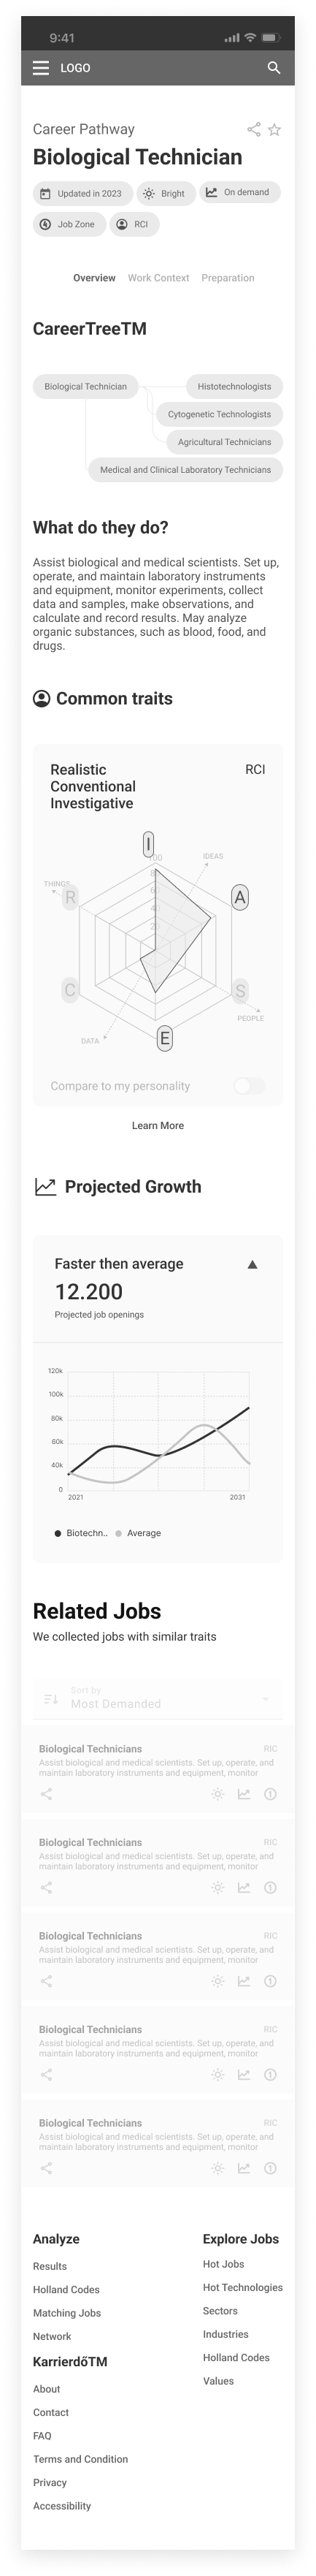 9:41
LOGO
Career Pathway
Biological Technician
Updated in 2023
Bright
On demand
Job Zone
RCI
Overview Work Context Preparation
CareerTreeTM
Biological Technician
Histotechnologists
Cytogenetic Technologists
Agricultural Technicians
Medical and Clinical Laboratory Technicians
What do they do?
Assist biological and medical scientists. Set up,
operate, and maintain laboratory instruments
and equipment, monitor experiments, collect
data and samples, make observations, and
calculate and record results. May analyze
organic substances, such as blood, food, and
drugs.
Common traits
Realistic
Conventional
Investigative
RCI
I
IDEAS
THINGS
R
A
C
S
PEOPLE
E
DATA
Compare to my personality
Learn More
Projected Growth
Faster then average
12.200
Projected job openings
120k
100k
80k
60k
40k
0
2021
2031
Biotechn..
Average
Related Jobs
We collected jobs with similar traits
Sort by
Most Demanded
Biological Technicians
RIC
Assist biological and medical scientists. Set up, operate, and
maintain laboratory instruments and equipment, monitor
1
Biological Technicians
RIC
Assist biological and medical scientists. Set up, operate, and
maintain laboratory instruments and equipment, monitor
1
Biological Technicians
RIC
Assist biological and medical scientists. Set up, operate, and
maintain laboratory instruments and equipment, monitor
1
Biological Technicians
RIC
Assist biological and medical scientists. Set up, operate, and
maintain laboratory instruments and equipment, monitor
1
Biological Technicians
RIC
Assist biological and medical scientists. Set up, operate, and
maintain laboratory instruments and equipment, monitor
1
Analyze
Results
Holland Codes
Matching Jobs
Network
KarrierdőTM
About
Contact
FAQ
Terms and Condition
Privacy
Accessibility
Explore Jobs
Hot Jobs
Hot Technologies
Sectors
Industries
Holland Codes
Values